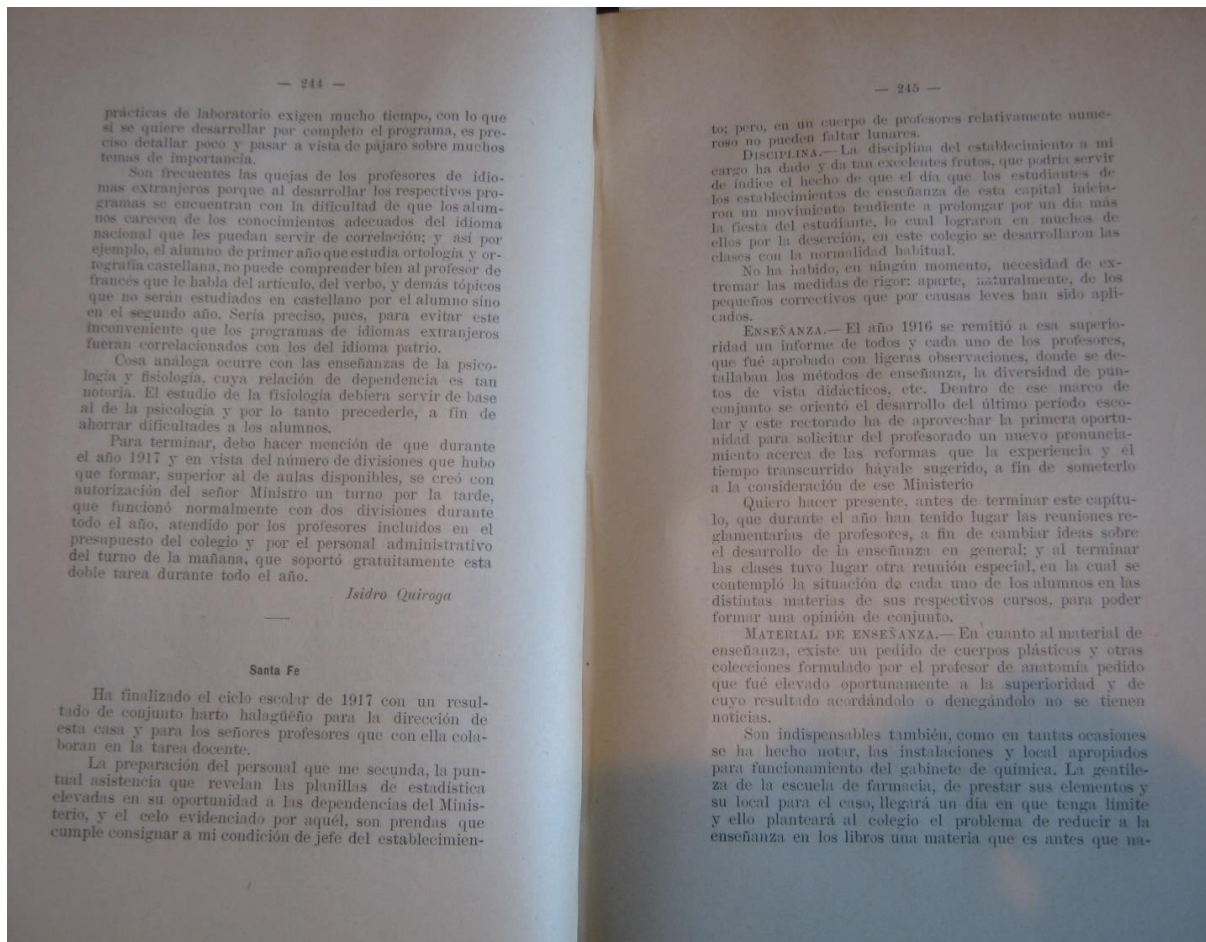 — 244 —
prácticas de laboratorio exigen mucho tiempo, con lo que
si se quiere desarrollar por completo el programa, es pre-
ciso detallar poco y pasar a vista de pájaro sobre muchos
temas de importancia.
Son frecuentes las quejas de los profesores de idio-
mas extranjeros porque al desarrollar los respectivos pro-
gramas se encuentran con la dificultad de que los alum-
nos carecen de los conocimientos adecuados del idioma
nacional que les puedan servir de correlación; y así por
ejemplo, el alumno de primer año que estudia ortología y or-
tografía castellana, no puede comprender bien al profesor de
francés que le habla del artículo, del verbo, y demás tópicos
que no serán estudiados en castellano por el alumno sino
en el segundo año. Sería preciso, pues, para evitar este
inconveniente que los programas de idiomas extranjeros
fueran correlacionados con los del idioma patrio.
Cosa análoga ocurre con las enseñanzas de la psico-
logía y fisiología, cuya relación de dependencia es tan
notoria. El estudio de la fisiología debiera servir de base
al de la psicología y por lo tanto precederle, a fin de
ahorrar dificultades a los alumnos.
Para terminar, debo hacer mención de que durante
el año 1917 y en vista del número de divisiones que hubo
que formar, superior al de aulas disponibles, se creó con
autorización del señor Ministro un turno por la tarde,
que funcionó normalmente con dos divisiones durante
todo el año, atendido por los profesores incluidos en el
presupuesto del colegio y por el personal administrativo
del turno de la mañana, que soportó gratuitamente esta
doble tarea durante todo el año.
Isidro Quiroga
Santa Fe
Ha finalizado el ciclo escolar de 1917 con un resul-
tado de conjunto harto halagüeño para la dirección de
esta casa y para los señores profesores que con ella cola-
boran en la tarea docente.
La preparación del personal que me secunda, la pun-
tual asistencia que revelan las planillas de estadística
elevadas en su oportunidad a las dependencias del Minis-
terio, y el celo evidenciado por aquél, son prendas que
cumple consignar a mi condición de jefe del establecimien-
— 245 —
to; pero, en un cuerpo de profesores relativamente nume-
roso no pueden faltar lunares.
DISCIPLINA.— La disciplina del establecimiento a mi
cargo ha dado y da tan excelentes frutos, que podría servir
de índice el hecho de que el día que los estudiantes de
los establecimientos de enseñanza de esta capital inicia-
ron un movimiento tendiente a prolongar por un día más
la fiesta del estudiante, lo cual lograron en muchos de
ellos por la deserción, en este colegio se desarrollaron las
clases con la normalidad habitual.
No ha habido, en ningún momento, necesidad de ex-
tremar las medidas de rigor: aparte, naturalmente, de los
pequeños correctivos que por causas leves han sido apli-
cados.
ENSEÑANZA.— El año 1916 se remitió a esa superio-
ridad un informe de todos y cada uno de los profesores,
que fué aprobado con ligeras observaciones, donde se de-
tallaban los métodos de enseñanza, la diversidad de pun-
tos de vista didácticos, etc. Dentro de ese marco de
conjunto se orientó el desarrollo del último período esco-
lar y este rectorado ha de aprovechar la primera oportu-
nidad para solicitar del profesorado un nuevo pronuncia-
miento acerca de las reformas que la experiencia y el
tiempo transcurrido háyale sugerido, a fin de someterlo
a la consideración de ese Ministerio
Quiero hacer presente, antes de terminar este capítu-
lo, que durante el año han tenido lugar las reuniones re-
glamentarias de profesores, a fin de cambiar ideas sobre
el desarrollo de la enseñanza en general; y al terminar
las clases tuvo lugar otra reunión especial, en la cual se
contempló la situación de cada uno de los alumnos en las
distintas materias de sus respectivos cursos, para poder
formar una opinión de conjunto.
MATERIAL DE ENSEÑANZA.— En cuanto al material de
enseñanza, existe un pedido de cuerpos plásticos y otras
colecciones formulado por el profesor de anatomía pedido
que fué elevado oportunamente a la superioridad y de
cuyo resultado acordándolo o denegándolo no se tienen
noticias.
Son indispensables también, como en tantas ocasiones
se ha hecho notar, las instalaciones y local apropiados
para funcionamiento del gabinete de química. La gentile-
za de la escuela de farmacia, de prestar sus elementos y
su local para el caso, llegará un día en que tenga límite
y ello planteará al colegio el problema de reducir a la
enseñanza en los libros una materia que es antes que na-